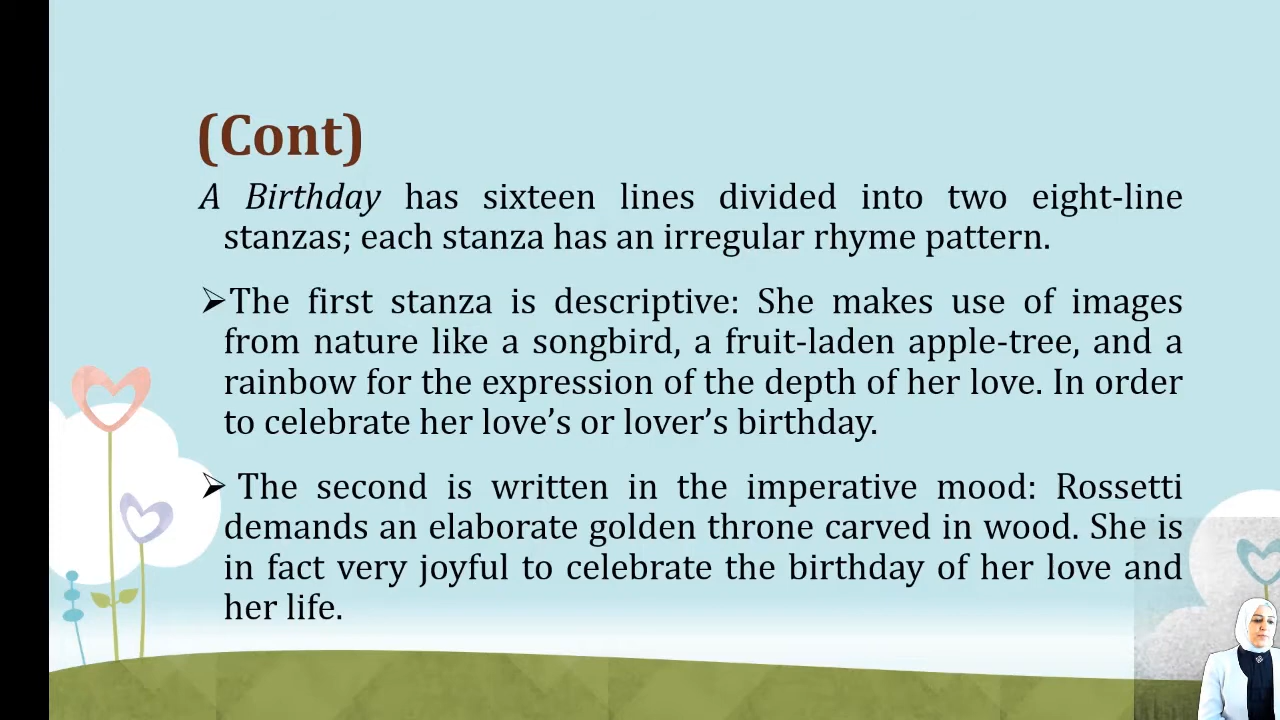 (Cont)
A Birthday has sixteen lines divided into two eight-line
stanzas; each stanza has an irregular rhyme pattern.
➢The first stanza is descriptive: She makes use of images
from nature like a songbird, a fruit-laden apple-tree, and a
rainbow for the expression of the depth of her love. In order
to celebrate her love’s or lover’s birthday.
➢ The second is written in the imperative mood: Rossetti
demands an elaborate golden throne carved in wood. She is
in fact very joyful to celebrate the birthday of her love and
her life.